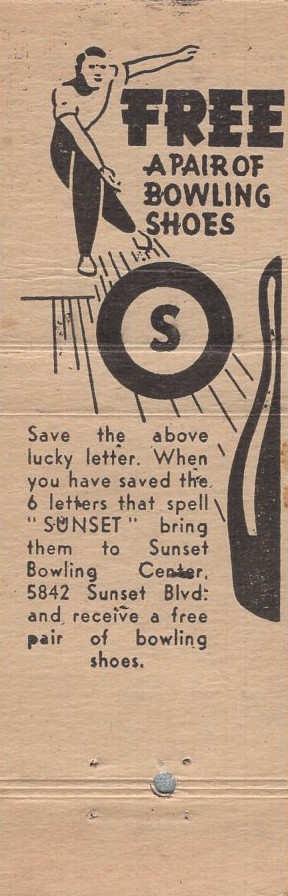 FREE
A PAIR OF
BOWLING
SHOES
S
Save the above
lucky letter. When
you have saved the
6 letters that spell
"SUNSET" bring
them to Sunset
Bowling Center,
5842 Sunset Blvd.
and receive a free
pair of bowling
shoes.